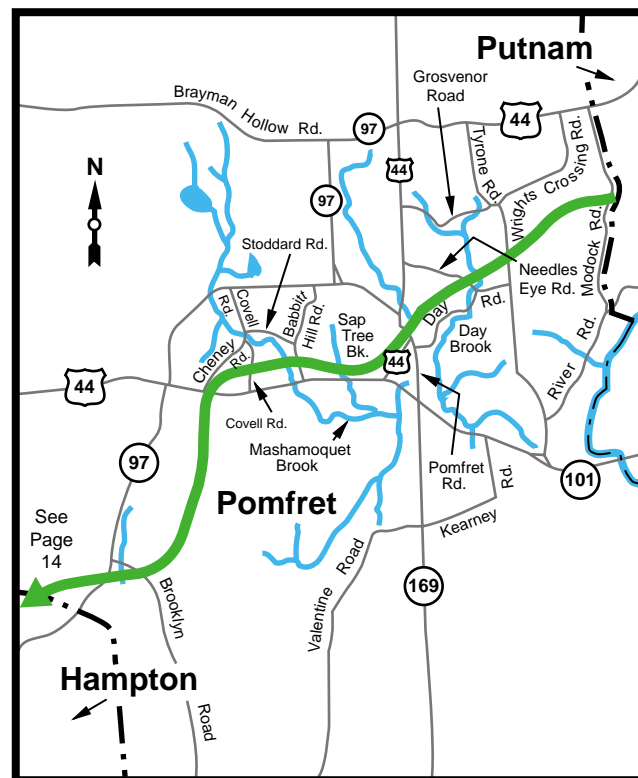 Putnam
Grosvenor
Road
44
Brayman
Hollow Rd.
97
Tyrone Rd.
Wrights Crossing Rd.
44
N
97
Stoddard Rd.
Modock Rd.
Needles
Eye Rd.
Covell
Rd.
Babbitt
Hill Rd.
Sap
Tree
Bk.
Day
Rd.
Day
Brook
River Rd.
Cheney
Rd.
44
44
Covell Rd.
Mashamoquet
Brook
97
Pomfret
Rd.
101
Pomfret
See
Page
14
Kearney
Rd.
Valentine Road
169
Brooklyn
Road
Hampton